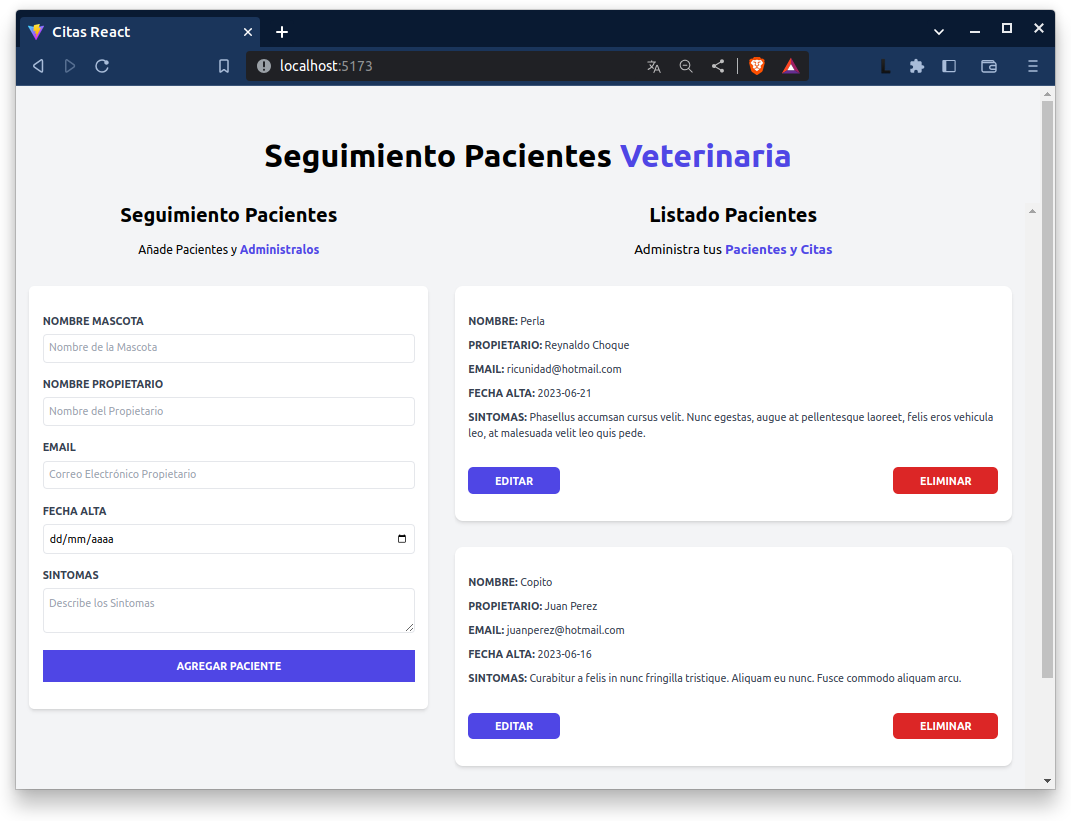 Citas React
localhost:5173
L
Seguimiento Pacientes Veterinaria
Seguimiento Pacientes
Añade Pacientes y Administralos
NOMBRE MASCOTA
Nombre de la Mascota
NOMBRE PROPIETARIO
Nombre del Propietario
EMAIL
Correo Electrónico Propietario
FECHA ALTA
dd/mm/aaaa
SINTOMAS
Describe los Sintomas
AGREGAR PACIENTE
Listado Pacientes
Administra tus Pacientes y Citas
NOMBRE: Perla
PROPIETARIO: Reynaldo Choque
EMAIL: ricunidad@hotmail.com
FECHA ALTA: 2023-06-21
SINTOMAS: Phasellus accumsan cursus velit. Nunc egestas, augue at pellentesque laoreet, felis eros vehicula
leo, at malesuada velit leo quis pede.
EDITAR
ELIMINAR
NOMBRE: Copito
PROPIETARIO: Juan Perez
EMAIL: juanperez@hotmail.com
FECHA ALTA: 2023-06-16
SINTOMAS: Curabitur a felis in nunc fringilla tristique. Aliquam eu nunc. Fusce commodo aliquam arcu.
EDITAR
ELIMINAR